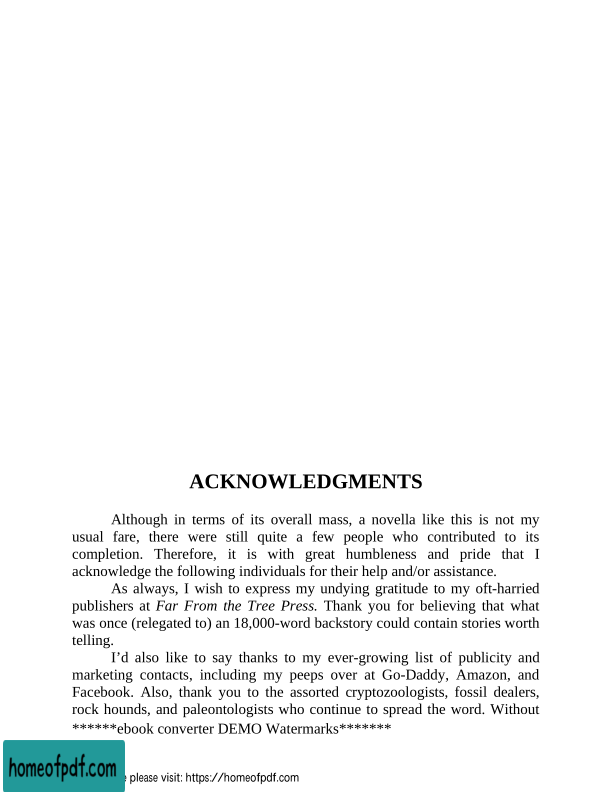 ACKNOWLEDGMENTS
Although in terms of its overall mass, a novella like this is not my
usual fare, there were still quite a few people who contributed to its
completion. Therefore, it is with great humbleness and pride that I
acknowledge the following individuals for their help and/or assistance.
As always, I wish to express my undying gratitude to my oft-harried
publishers at Far From the Tree Press. Thank you for believing that what
was once (relegated to) an 18,000-word backstory could contain stories worth
telling.
I’d also like to say thanks to my ever-growing list of publicity and
marketing contacts, including my peeps over at Go-Daddy, Amazon, and
Facebook. Also, thank you to the assorted cryptozoologists, fossil dealers,
rock hounds, and paleontologists who continue to spread the word. Without
******ebook converter DEMO Watermarks*******
homeofpdf.com
please visit: https://homeofpdf.com